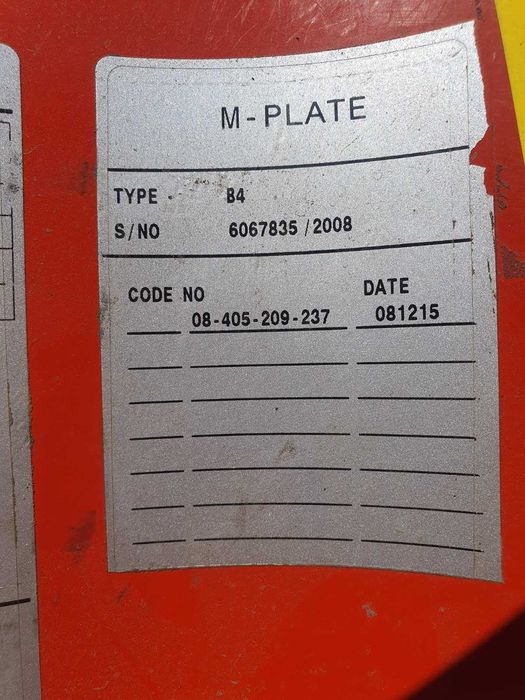 M-PLATE
TYPE B4
S/NO 6067835 / 2008
CODE NO DATE
08-405-209-237 081215